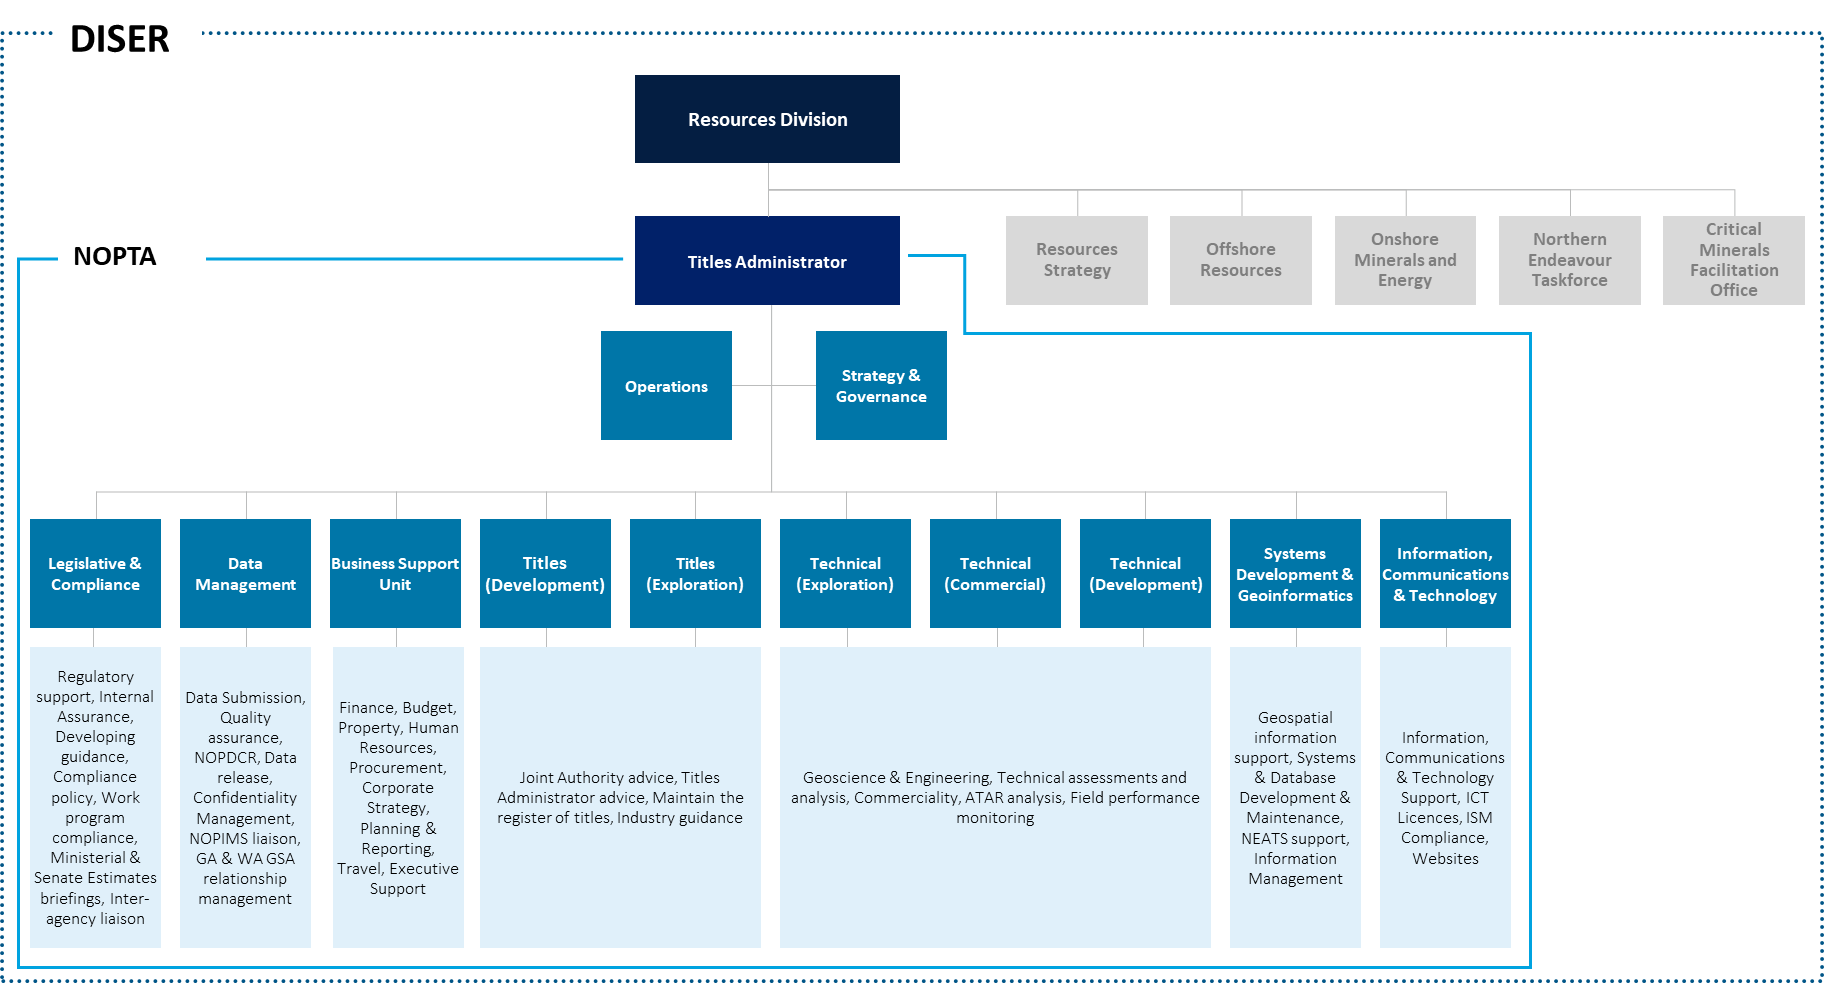 DISER
Resources Division
NOPTA
Titles Administrator
Resources
Strategy
Offshore
Resources
Onshore
Minerals and
Energy
Northern
Endeavour
Taskforce
Critical
Minerals
Facilitation
Office
Operations
Strategy &
Governance
Legislative &
Compliance
Data
Management
Business Support
Unit
Titles
(Development)
Titles
(Exploration)
Technical
(Exploration)
Technical
(Commercial)
Technical
(Development)
Systems
Development &
Geoinformatics
Information,
Communications
& Technology
Regulatory
support, Internal
Assurance,
Developing
guidance,
Compliance
policy, Work
program
compliance,
Ministerial &
Senate Estimates
briefings, Inter-
agency liaison
Data Submission,
Quality
assurance,
NOPDCR, Data
release,
Confidentiality
Management,
NOPIMS liaison,
GA & WA GSA
relationship
management
Finance, Budget,
Property, Human
Resources,
Procurement,
Corporate
Strategy,
Planning &
Reporting,
Travel, Executive
Support
Joint Authority advice, Titles
Administrator advice, Maintain the
register of titles, Industry guidance
Geoscience & Engineering, Technical assessments and
analysis, Commerciality, ATAR analysis, Field performance
monitoring
Geospatial
information
support, Systems
& Database
Development &
Maintenance,
NEATS support,
Information
Management
Information,
Communications
& Technology
Support, ICT
Licences, ISM
Compliance,
Websites